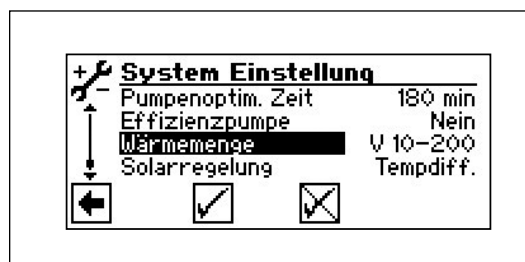 System Einstellung
Pumpenoptim. Zeit 180 min
Effizienzpumpe Nein
Wärmemenge V 10-200
Solarregelung Tempdiff.